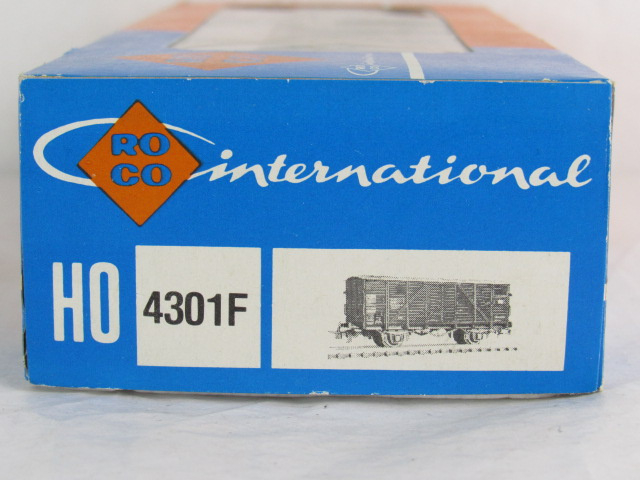 RO
CO
international
HO
4301F